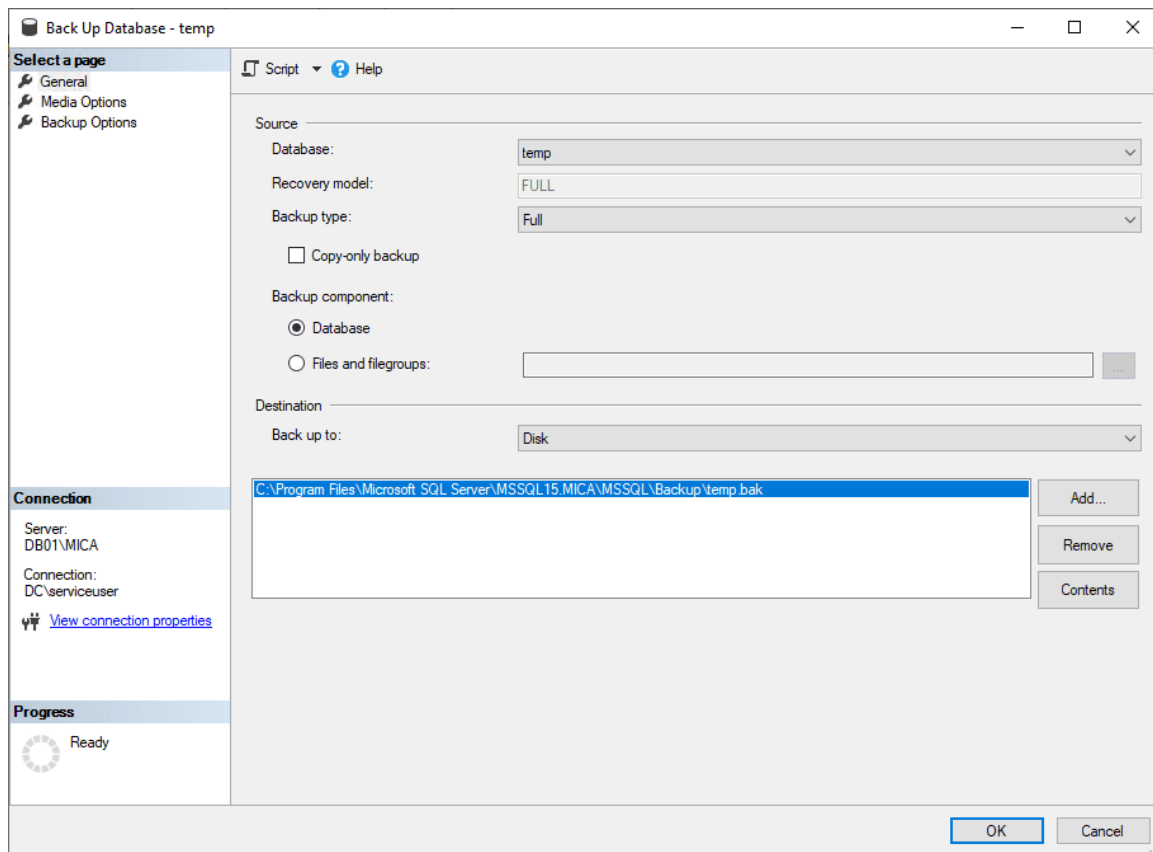 Back Up Database - temp
Select a page
General
Media Options
Backup Options
Script
Help
Source
Database:
temp
Recovery model:
FULL
Backup type:
Full
Copy-only backup
Backup component:
Database
Files and filegroups:
...
Destination
Back up to:
Disk
C:\Program Files\Microsoft SQL Server\MSSQL15.MICA\MSSQL\Backup\temp.bak
Add...
Remove
Contents
Connection
Server:
DB01\MICA
Connection:
DC\serviceuser
View connection properties
Progress
Ready
OK
Cancel